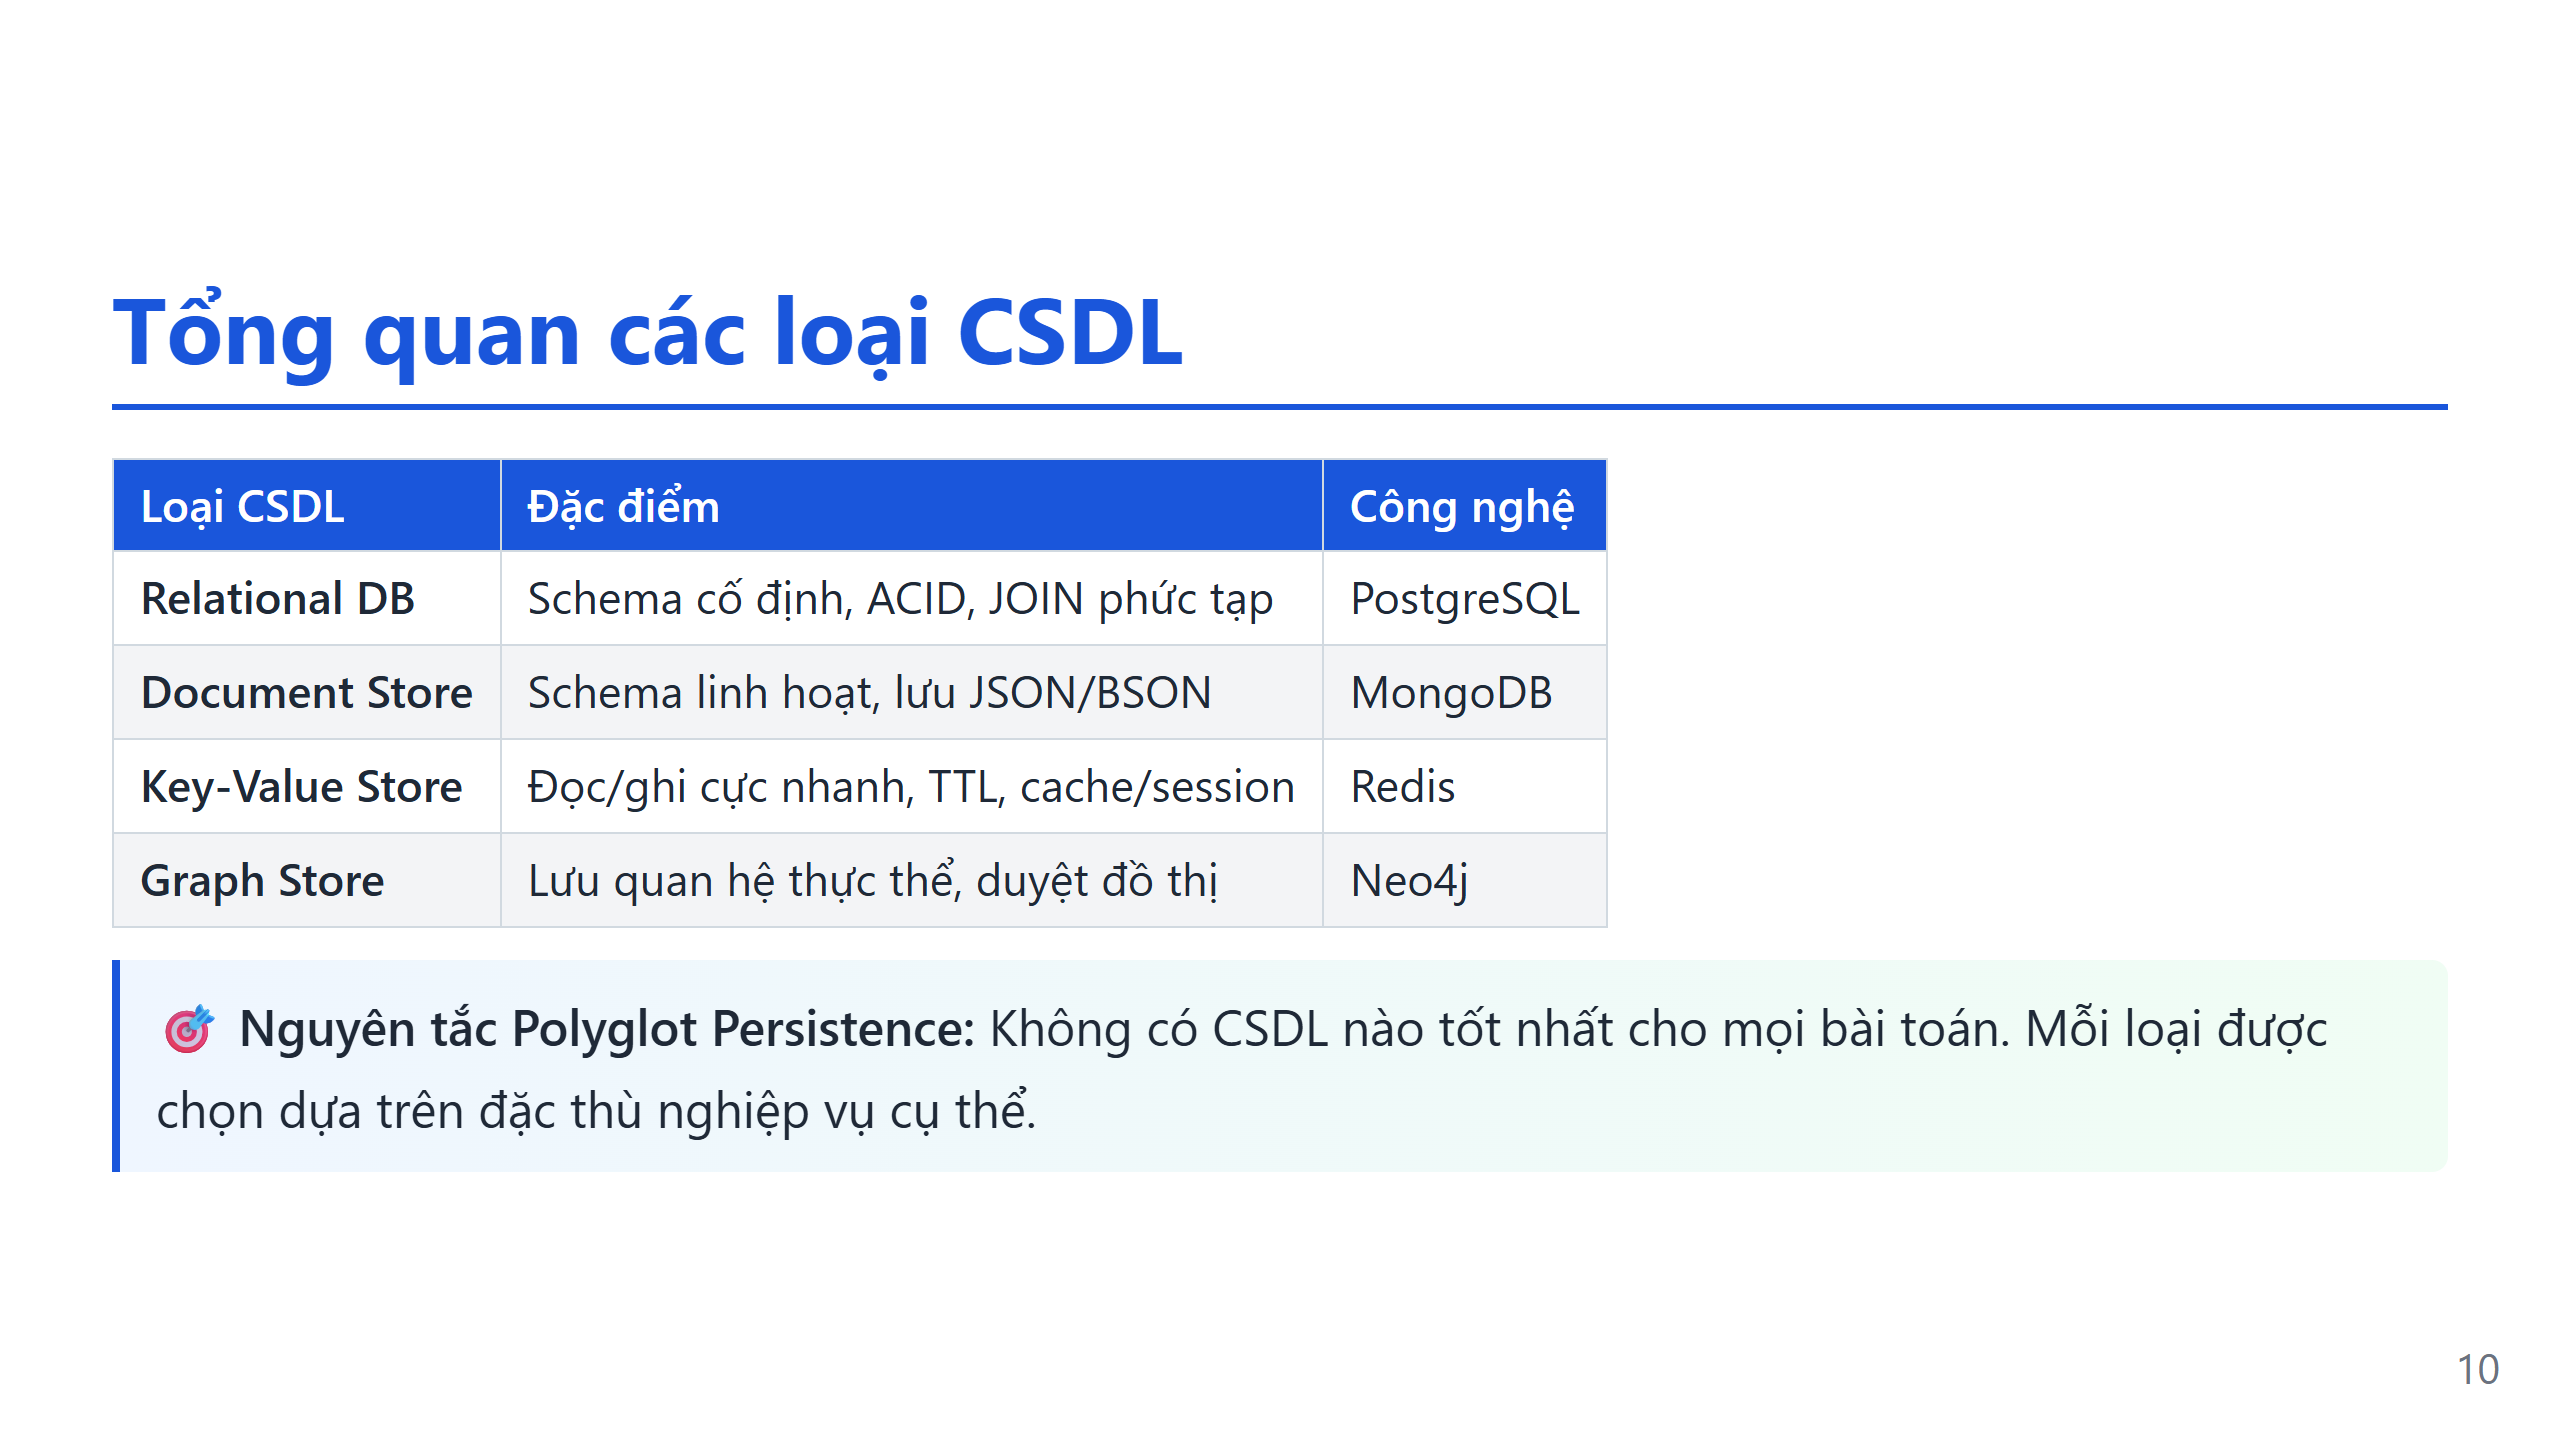 Tổng quan các loại CSDL
Loại CSDL Đặc điểm Công nghệ
Relational DB Schema cố định, ACID, JOIN phức tạp PostgreSQL
Document Store Schema linh hoạt, lưu JSON/BSON MongoDB
Key-Value Store Đọc/ghi cực nhanh, TTL, cache/session Redis
Graph Store Lưu quan hệ thực thể, duyệt đồ thị Neo4j
🎯 Nguyên tắc Polyglot Persistence: Không có CSDL nào tốt nhất cho mọi bài toán. Mỗi loại được
chọn dựa trên đặc thù nghiệp vụ cụ thể.
10